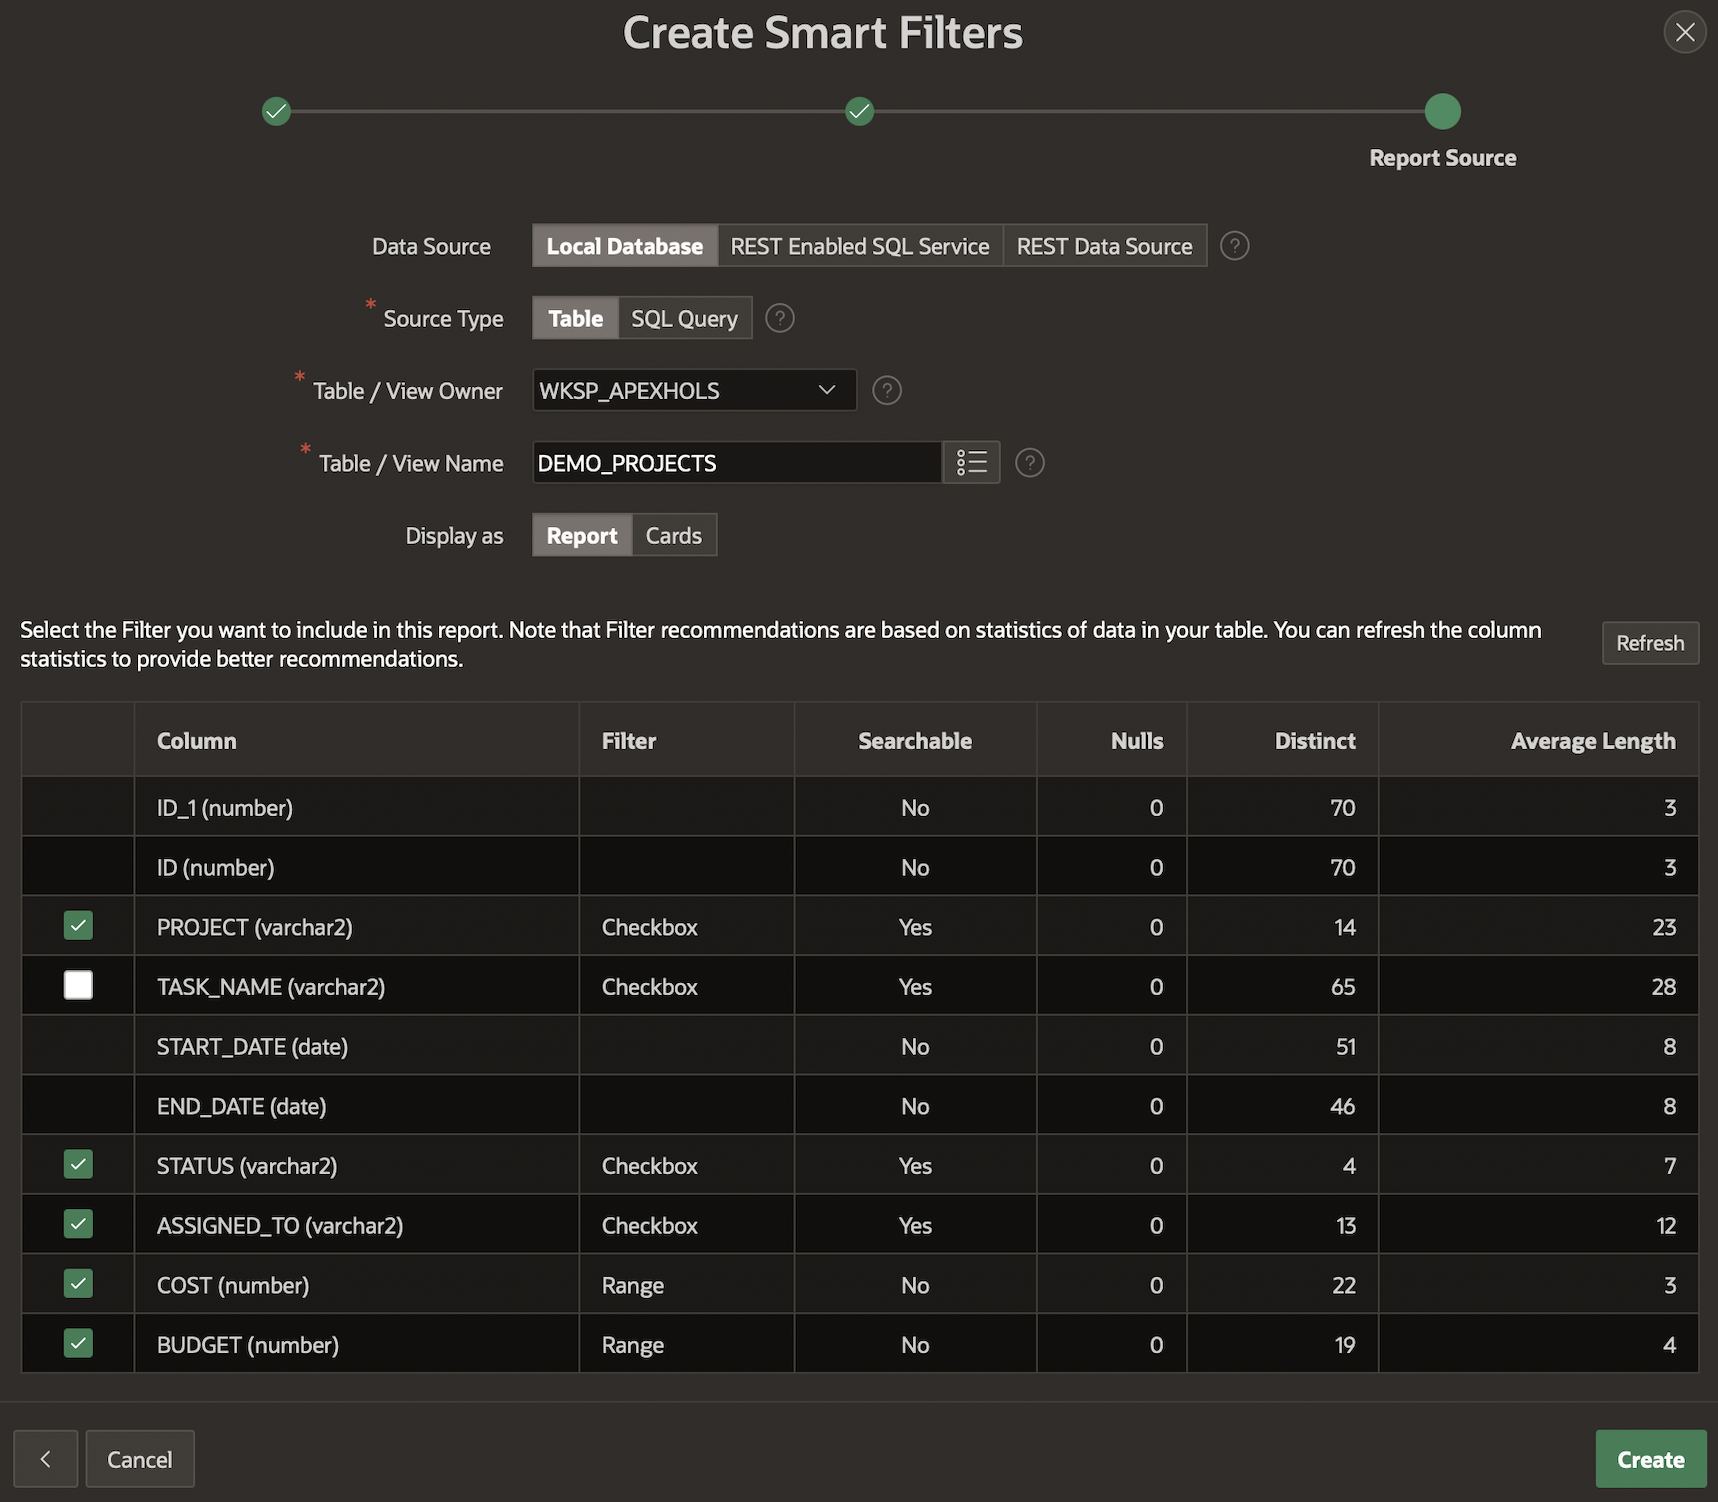 Create Smart Filters
Report Source
Data Source Local Database REST Enabled SQL Service REST Data Source ?
* Source Type Table SQL Query ?
* Table / View Owner WKSP_APEXHOLS ?
* Table / View Name DEMO_PROJECTS ?
Display as Report Cards
Select the Filter you want to include in this report. Note that Filter recommendations are based on statistics of data in your table. You can refresh the column
statistics to provide better recommendations.
Refresh
Column Filter Searchable Nulls Distinct Average Length
ID_1 (number) No 0 70 3
ID (number) No 0 70 3
PROJECT (varchar2) Checkbox Yes 0 14 23
TASK_NAME (varchar2) Checkbox Yes 0 65 28
START_DATE (date) No 0 51 8
END_DATE (date) No 0 46 8
STATUS (varchar2) Checkbox Yes 0 4 7
ASSIGNED_TO (varchar2) Checkbox Yes 0 13 12
COST (number) Range No 0 22 3
BUDGET (number) Range No 0 19 4
Cancel Create